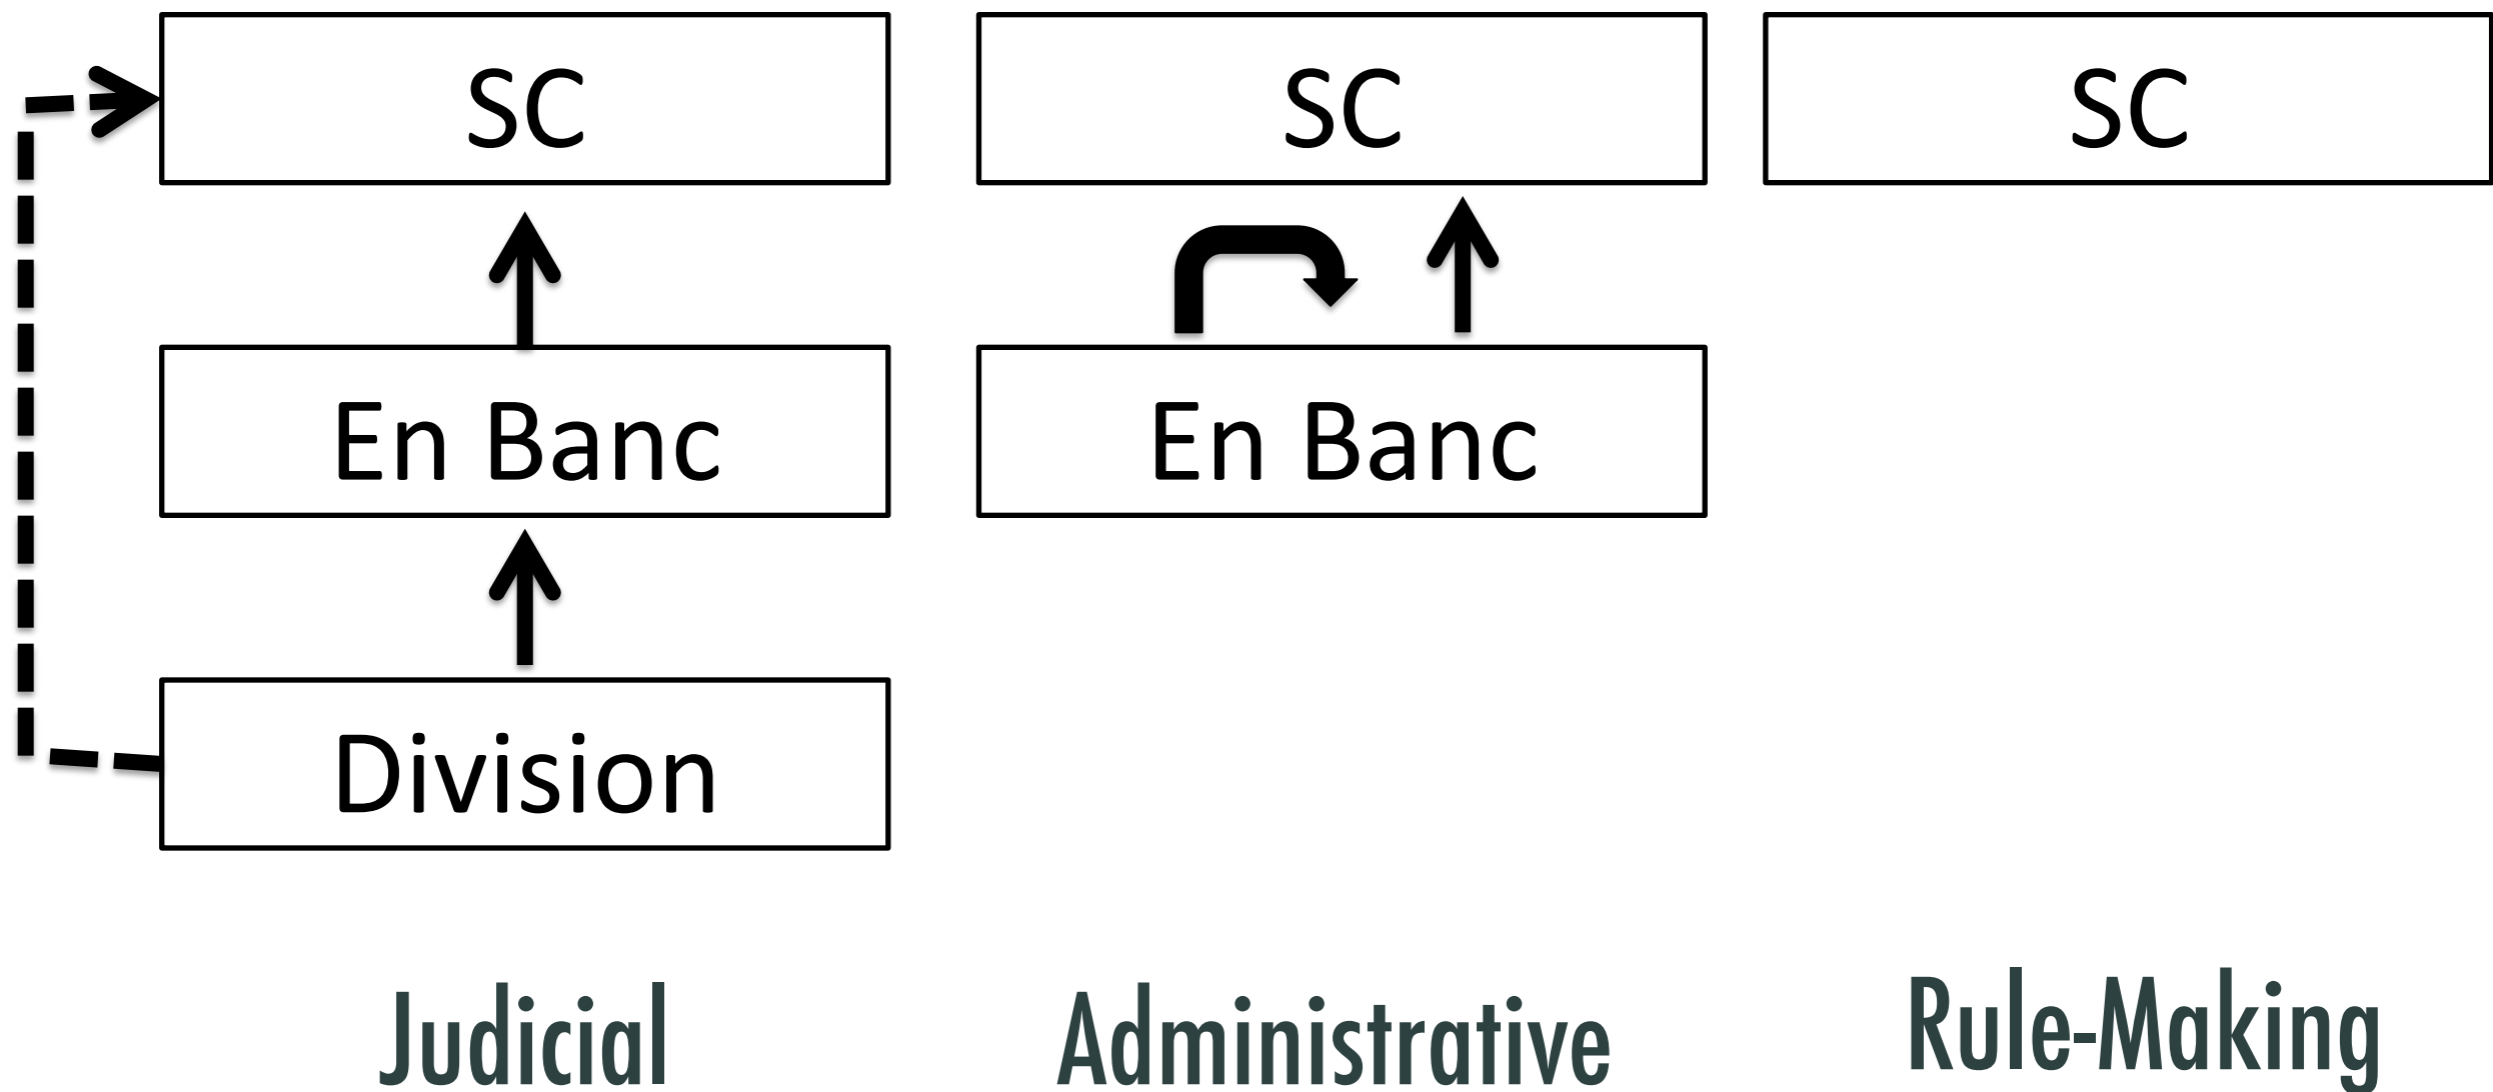 SC
SC
SC
En Banc
En Banc
Division
Judicial
Administrative
Rule-Making